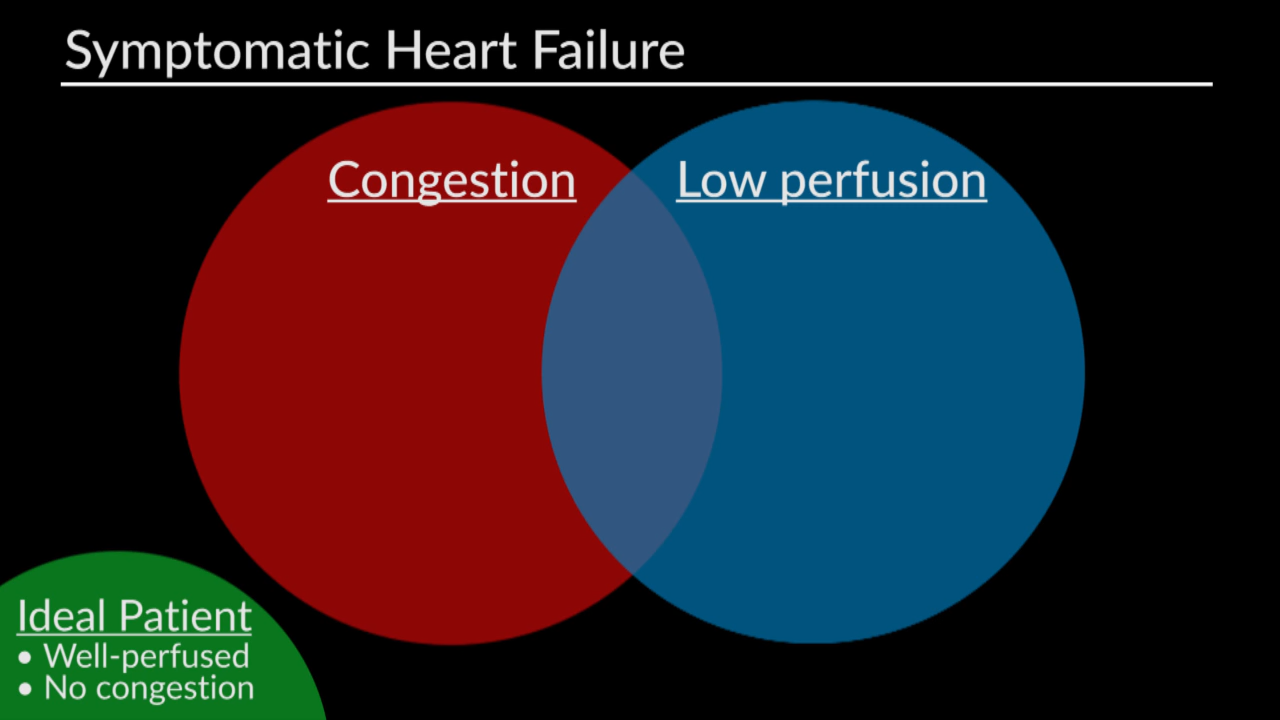 Symptomatic Heart Failure
Congestion
Low perfusion
Ideal Patient
• Well-perfused
• No congestion